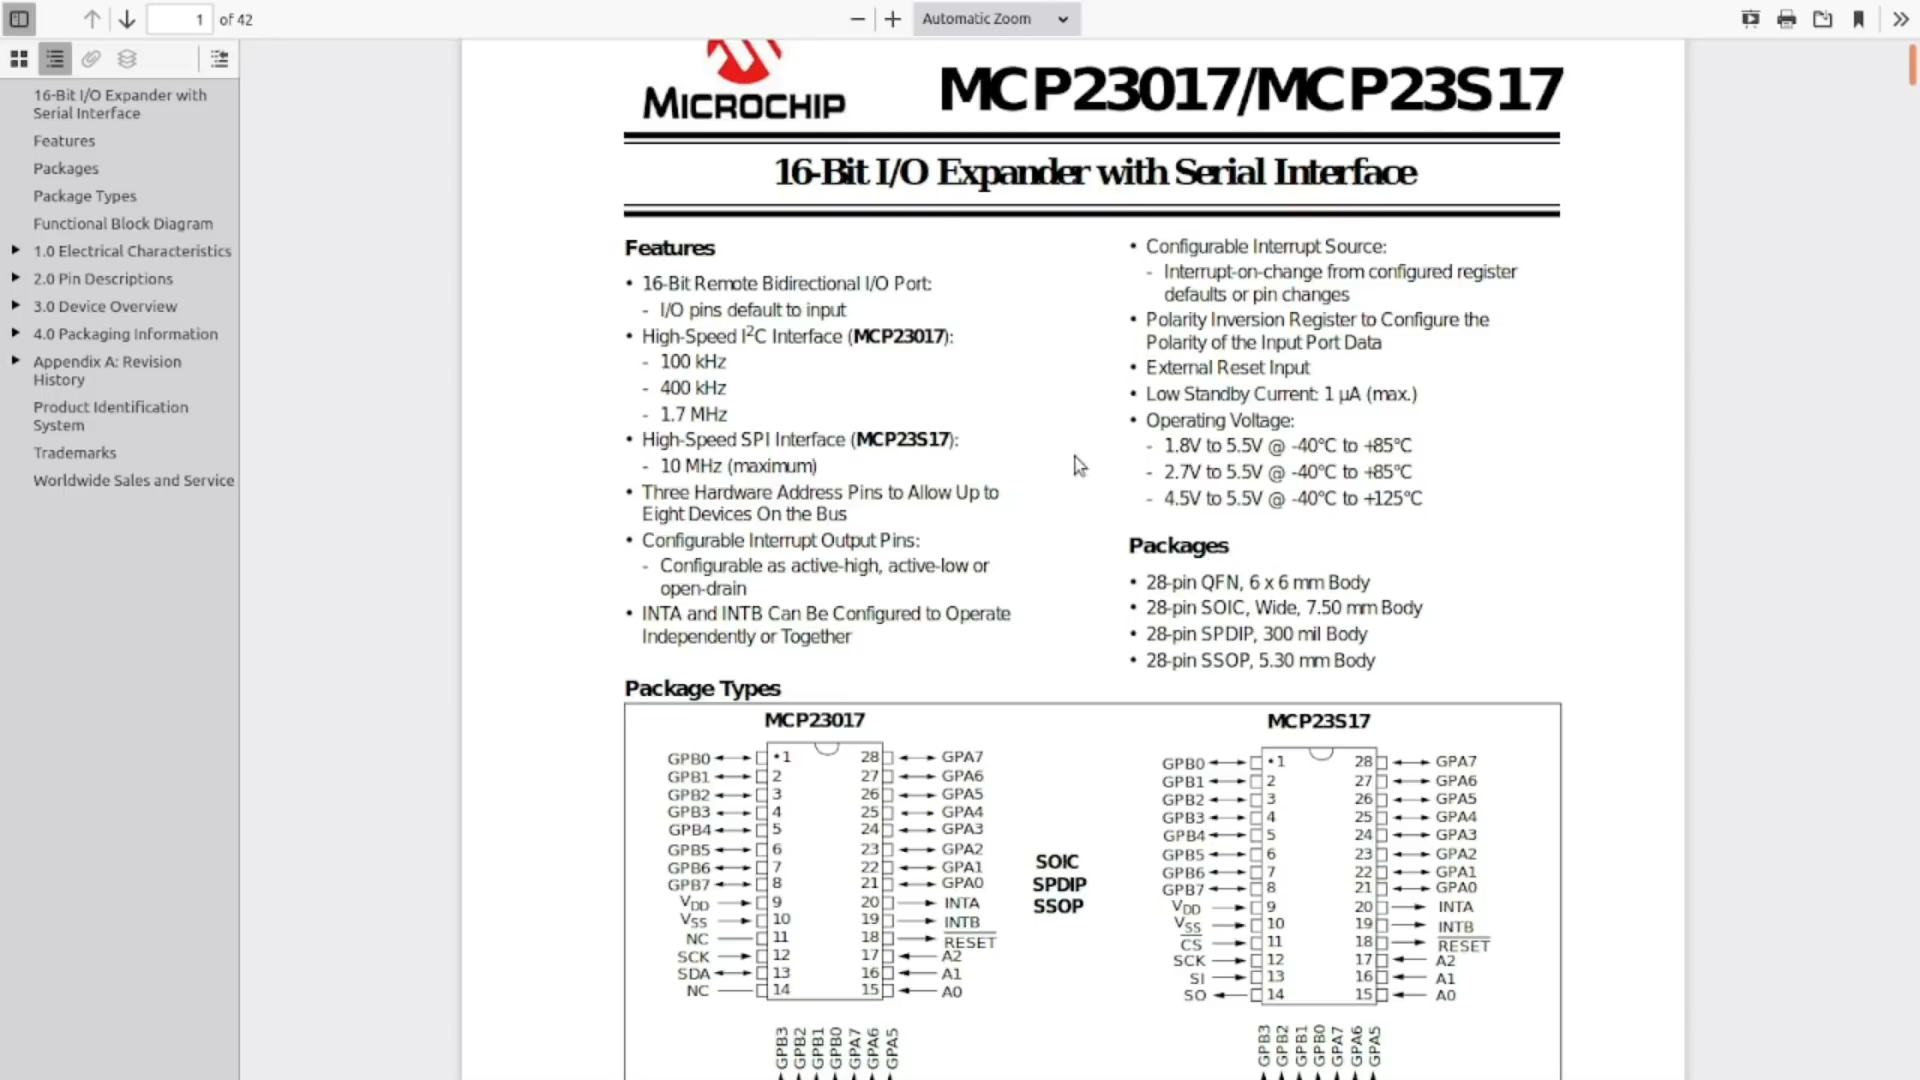 1 of 42
Automatic Zoom
16-Bit I/O Expander with
Serial Interface
Features
Packages
Package Types
Functional Block Diagram
1.0 Electrical Characteristics
2.0 Pin Descriptions
3.0 Device Overview
4.0 Packaging Information
Appendix A: Revision
History
Product Identification
System
Trademarks
Worldwide Sales and Service
MICROCHIP
MCP23017/MCP23S17
16-Bit I/O Expander with Serial Interface
Features
• 16-Bit Remote Bidirectional I/O Port:
- I/O pins default to input
• High-Speed I2C Interface (MCP23017):
- 100 kHz
- 400 kHz
- 1.7 MHz
• High-Speed SPI Interface (MCP23S17):
- 10 MHz (maximum)
• Three Hardware Address Pins to Allow Up to
Eight Devices On the Bus
• Configurable Interrupt Output Pins:
- Configurable as active-high, active-low or
open-drain
• INTA and INTB Can Be Configured to Operate
Independently or Together
• Configurable Interrupt Source:
- Interrupt-on-change from configured register
defaults or pin changes
• Polarity Inversion Register to Configure the
Polarity of the Input Port Data
• External Reset Input
• Low Standby Current: 1 µA (max.)
• Operating Voltage:
- 1.8V to 5.5V @ -40°C to +85°C
- 2.7V to 5.5V @ -40°C to +85°C
- 4.5V to 5.5V @ -40°C to +125°C
Packages
• 28-pin QFN, 6 x 6 mm Body
• 28-pin SOIC, Wide, 7.50 mm Body
• 28-pin SPDIP, 300 mil Body
• 28-pin SSOP, 5.30 mm Body
Package Types
MCP23017
GPB0 •1 28 GPA7
GPB1 2 27 GPA6
GPB2 3 26 GPA5
GPB3 4 25 GPA4
GPB4 5 24 GPA3
GPB5 6 23 GPA2
GPB6 7 22 GPA1
GPB7 8 21 GPA0
VDD 9 20 INTA
VSS 10 19 INTB
NC 11 18 RESET
SCK 12 17 A2
SDA 13 16 A1
NC 14 15 A0
SOIC
SPDIP
SSOP
MCP23S17
GPB0 •1 28 GPA7
GPB1 2 27 GPA6
GPB2 3 26 GPA5
GPB3 4 25 GPA4
GPB4 5 24 GPA3
GPB5 6 23 GPA2
GPB6 7 22 GPA1
GPB7 8 21 GPA0
VDD 9 20 INTA
VSS 10 19 INTB
CS 11 18 RESET
SCK 12 17 A2
SI 13 16 A1
SO 14 15 A0
GPB3 GPB2 GPB1 GPB0 GPA7 GPA6 GPA5
GPB3 GPB2 GPB1 GPB0 GPA7 GPA6 GPA5